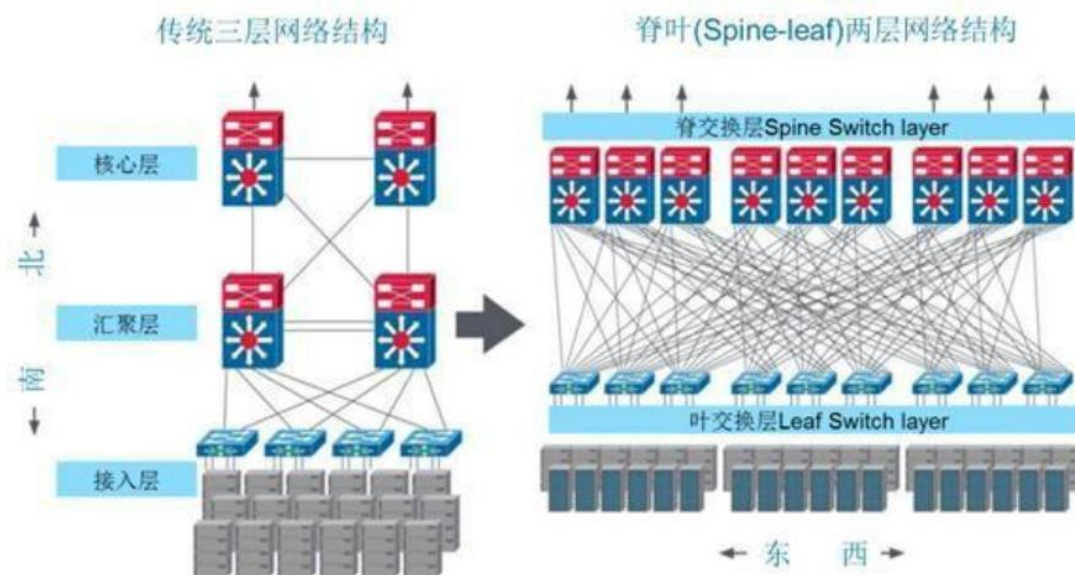 传统三层网络结构
核心层
北
汇聚层
南
接入层
脊叶(Spine-leaf)两层网络结构
脊交换层Spine Switch layer
叶交换层Leaf Switch layer
东 西